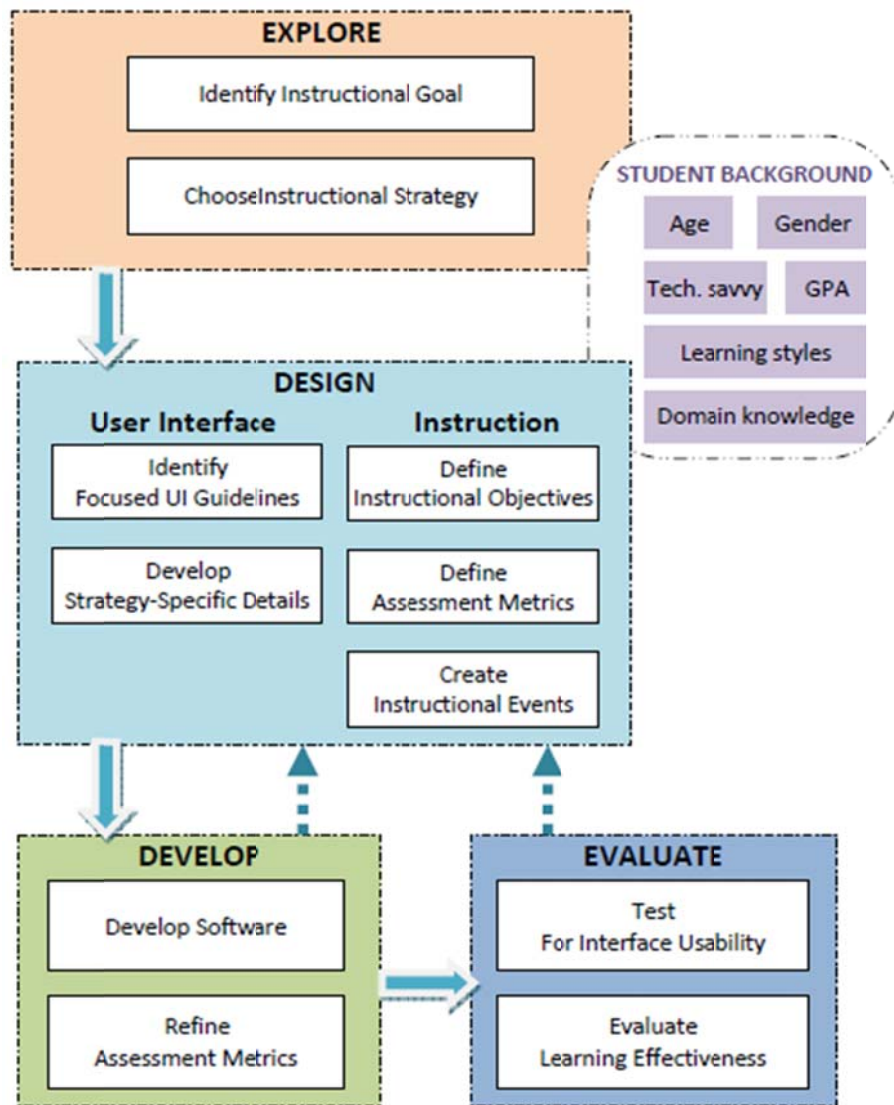 EXPLORE
Identify Instructional Goal
ChooseInstructional Strategy
STUDENT BACKGROUND
Age
Gender
Tech. savvy
GPA
Learning styles
Domain knowledge
DESIGN
User Interface
Identify
Focused UI Guidelines
Develop
Strategy-Specific Details
Instruction
Define
Instructional Objectives
Define
Assessment Metrics
Create
Instructional Events
DEVELOP
Develop Software
Refine
Assessment Metrics
EVALUATE
Test
For Interface Usability
Evaluate
Learning Effectiveness